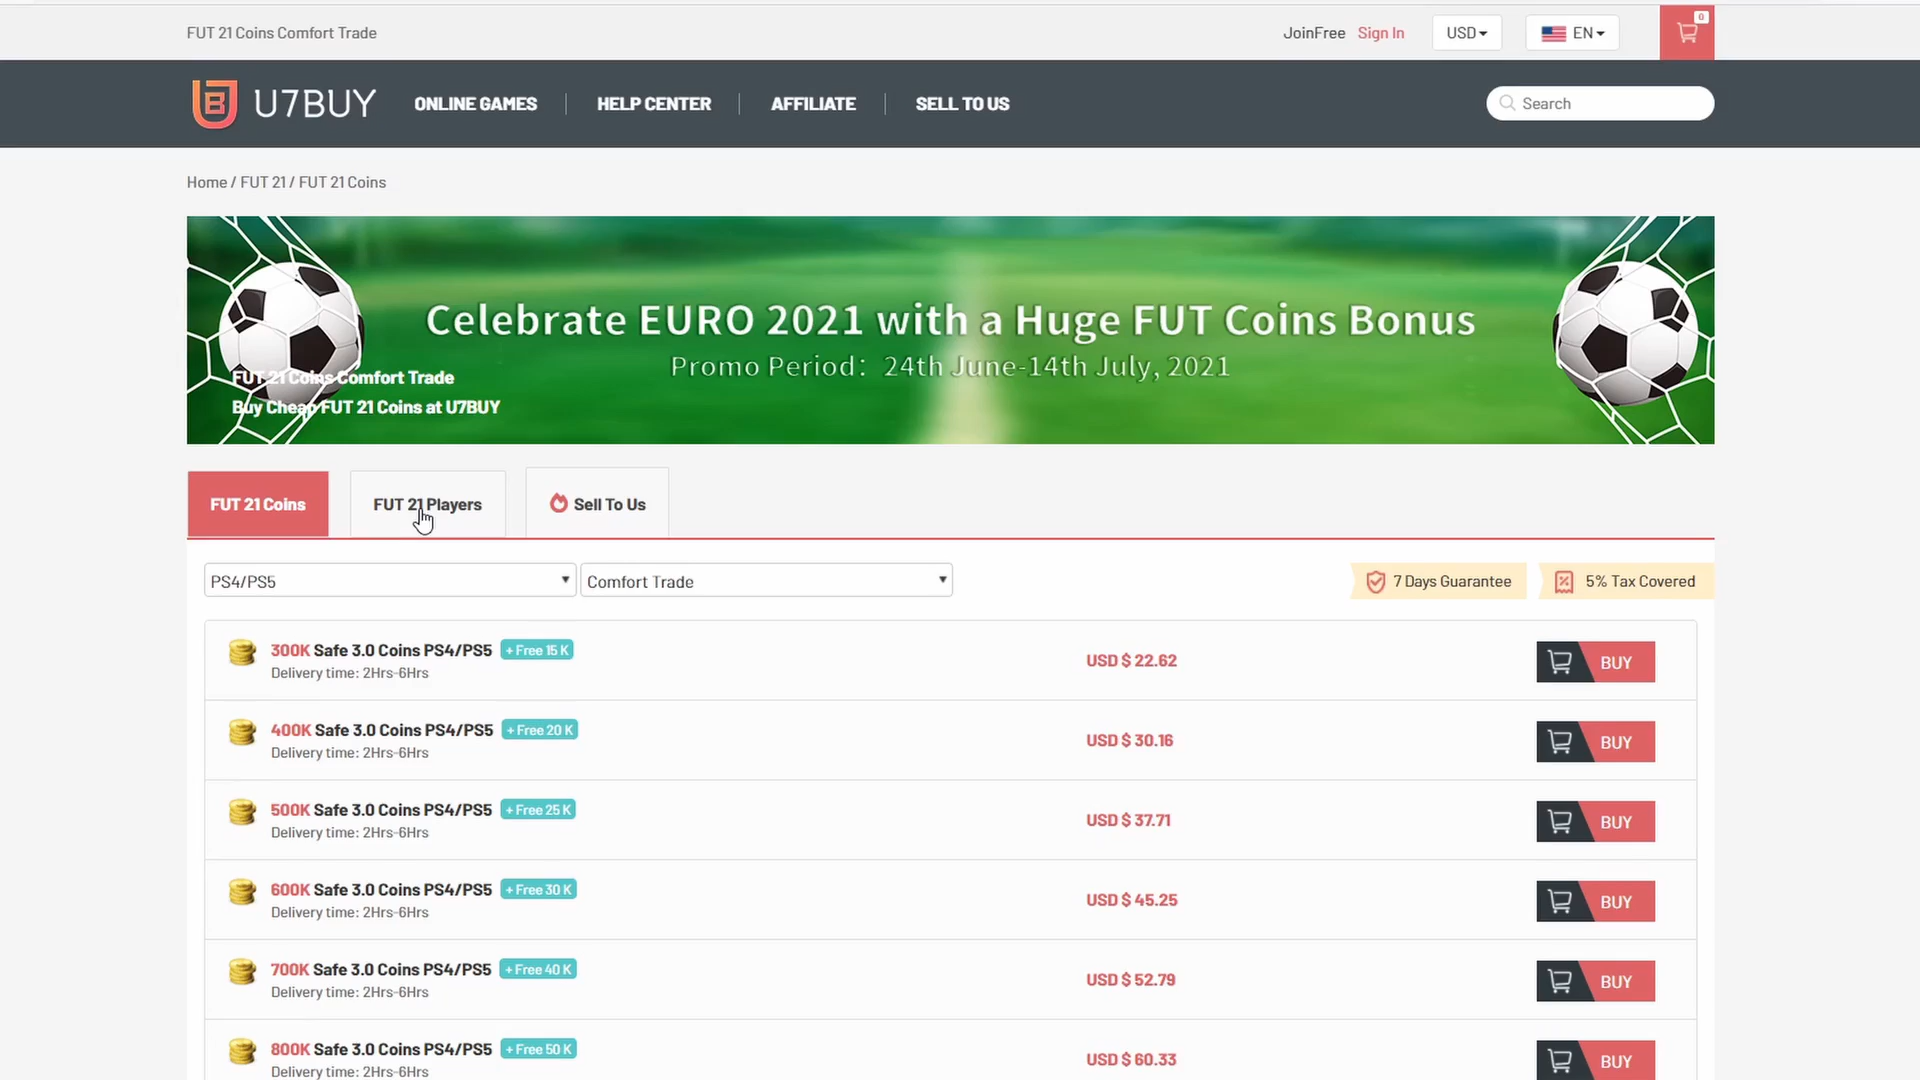 FUT 21 Coins Comfort Trade
JoinFree Sign In USD EN 0
U7BUY ONLINE GAMES HELP CENTER AFFILIATE SELL TO US Search
Home / FUT 21 / FUT 21 Coins
Celebrate EURO 2021 with a Huge FUT Coins Bonus
Promo Period: 24th June-14th July, 2021
FUT 21 Coins Comfort Trade
Buy Cheap FUT 21 Coins at U7BUY
FUT 21 Coins FUT 21 Players Sell To Us
PS4/PS5 Comfort Trade 7 Days Guarantee 5% Tax Covered
300K Safe 3.0 Coins PS4/PS5 + Free 15 K
Delivery time: 2Hrs-6Hrs
USD $ 22.62 BUY
400K Safe 3.0 Coins PS4/PS5 + Free 20 K
Delivery time: 2Hrs-6Hrs
USD $ 30.16 BUY
500K Safe 3.0 Coins PS4/PS5 + Free 25 K
Delivery time: 2Hrs-6Hrs
USD $ 37.71 BUY
600K Safe 3.0 Coins PS4/PS5 + Free 30 K
Delivery time: 2Hrs-6Hrs
USD $ 45.25 BUY
700K Safe 3.0 Coins PS4/PS5 + Free 40 K
Delivery time: 2Hrs-6Hrs
USD $ 52.79 BUY
800K Safe 3.0 Coins PS4/PS5 + Free 50 K
Delivery time: 2Hrs-6Hrs
USD $ 60.33 BUY